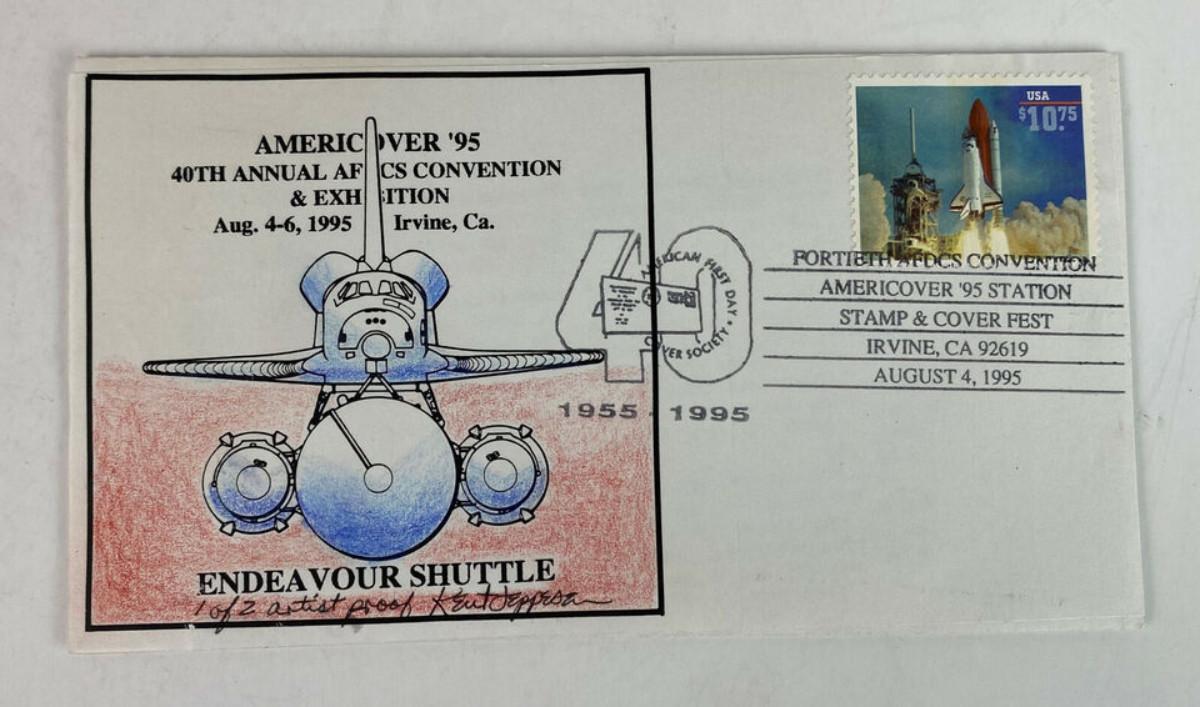 AMERICOVER '95
40TH ANNUAL AFDCS CONVENTION
& EXHIBITION
Aug. 4-6, 1995 Irvine, Ca.
ENDEAVOUR SHUTTLE
1 of 2 artist proof Kent Jeppesen
40
AMERICAN FIRST DAY • COVER SOCIETY •
1955 - 1995
USA
$10.75
FORTIETH AFDCS CONVENTION
AMERICOVER '95 STATION
STAMP & COVER FEST
IRVINE, CA 92619
AUGUST 4, 1995